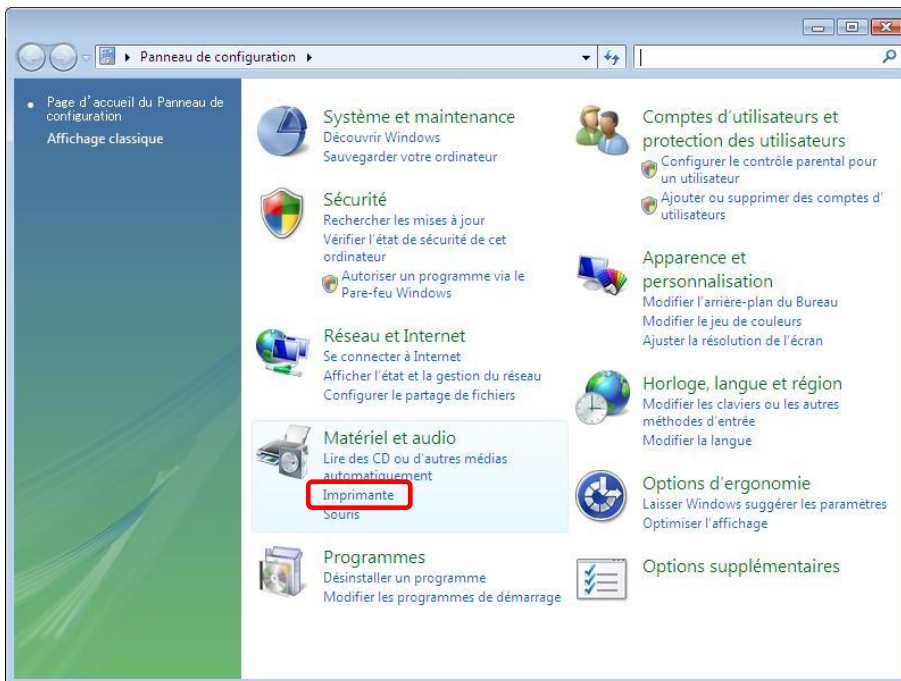 Panneau de configuration
Page d'accueil du Panneau de
configuration
Affichage classique
Système et maintenance
Découvrir Windows
Sauvegarder votre ordinateur
Sécurité
Rechercher les mises à jour
Vérifier l'état de sécurité de cet
ordinateur
Autoriser un programme via le
Pare-feu Windows
Réseau et Internet
Se connecter à Internet
Afficher l'état et la gestion du réseau
Configurer le partage de fichiers
Matériel et audio
Lire des CD ou d'autres médias
automatiquement
Imprimante
Souris
Programmes
Désinstaller un programme
Modifier les programmes de démarrage
Comptes d'utilisateurs et
protection des utilisateurs
Configurer le contrôle parental pour
un utilisateur
Ajouter ou supprimer des comptes d'
utilisateurs
Apparence et
personnalisation
Modifier l'arrière-plan du Bureau
Modifier le jeu de couleurs
Ajuster la résolution de l'écran
Horloge, langue et région
Modifier les claviers ou les autres
méthodes d'entrée
Modifier la langue
Options d'ergonomie
Laisser Windows suggérer les paramètres
Optimiser l'affichage
Options supplémentaires